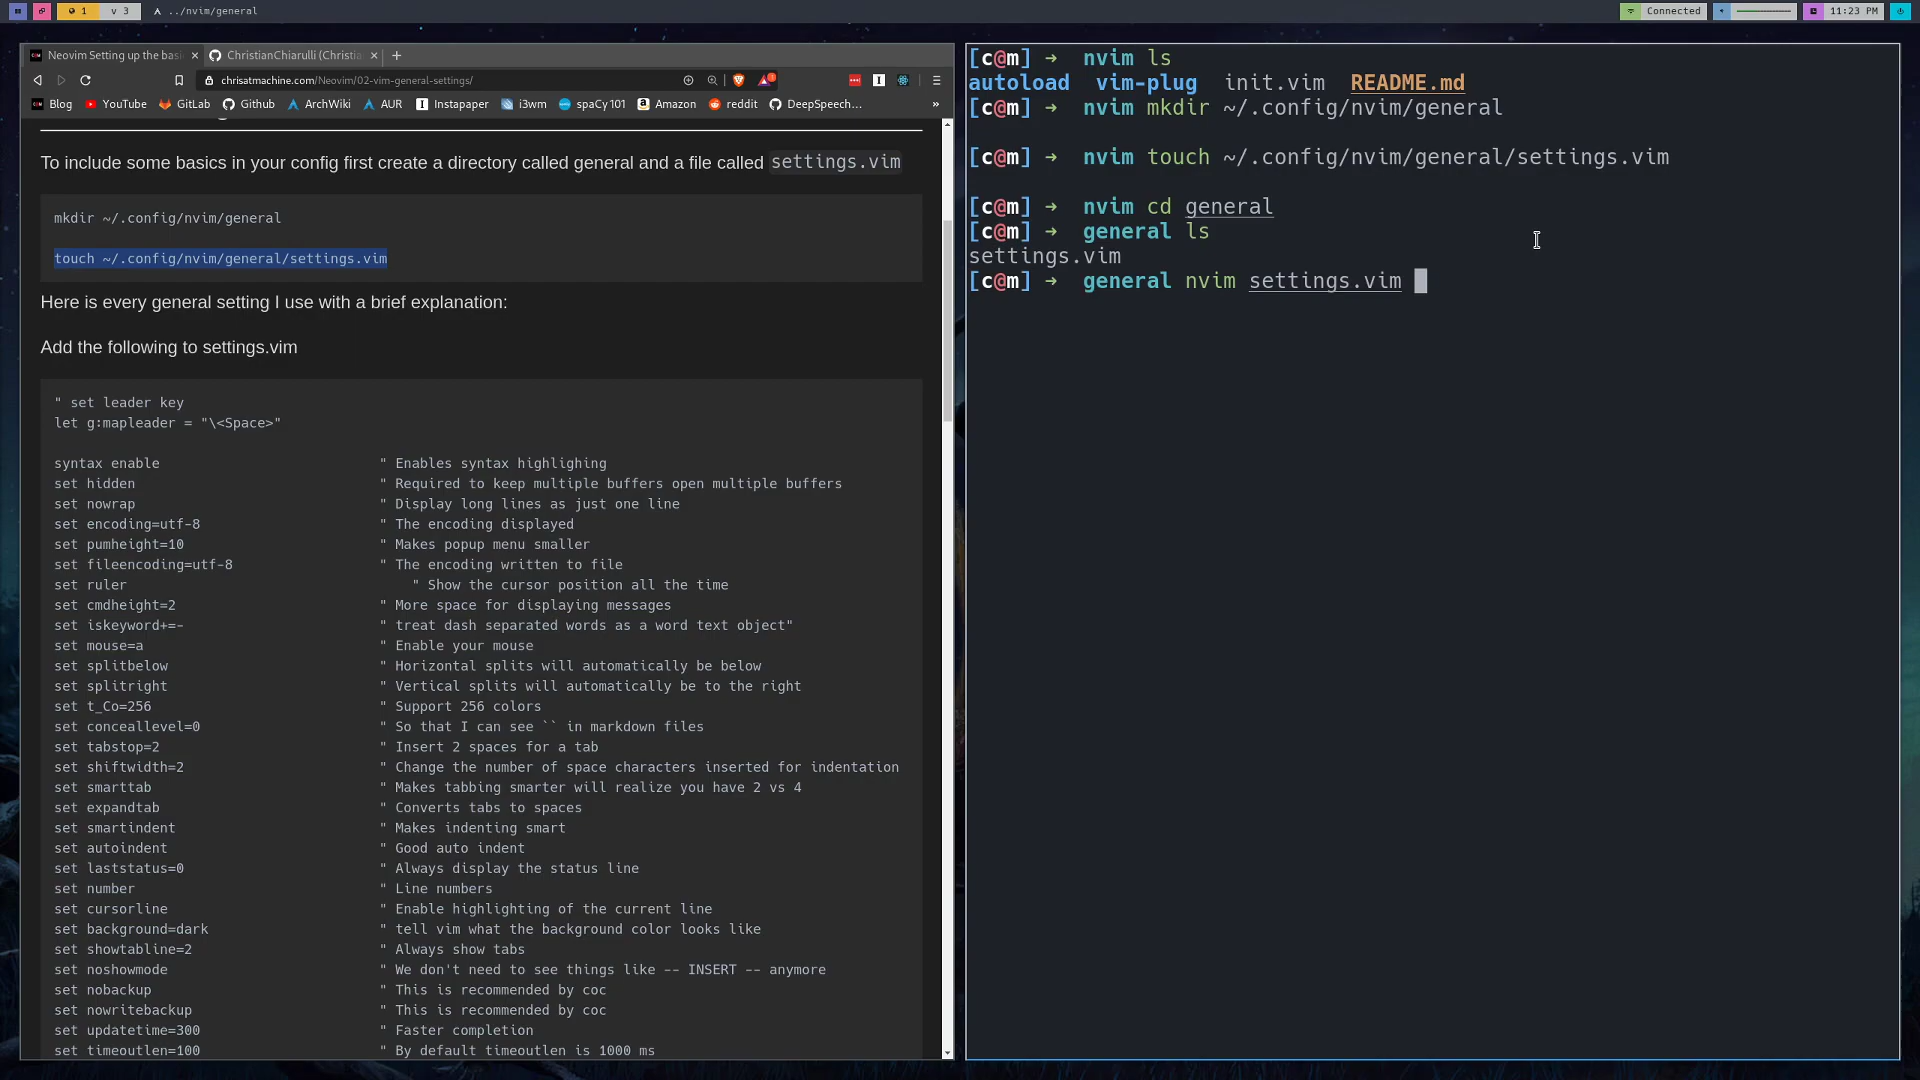 1
v 3
../nvim/general
Connected
11:23 PM
Neovim Setting up the basi
ChristianChiarulli (Christia
chrisatmachine.com/Neovim/02-vim-general-settings/
Blog
YouTube
GitLab
Github
ArchWiki
AUR
Instapaper
i3wm
spaCy 101
Amazon
reddit
DeepSpeech...
To include some basics in your config first create a directory called general and a file called settings.vim
mkdir ~/.config/nvim/general
touch ~/.config/nvim/general/settings.vim
Here is every general setting I use with a brief explanation:
Add the following to settings.vim
" set leader key
let g:mapleader = "\<Space>"
syntax enable " Enables syntax highlighing
set hidden " Required to keep multiple buffers open multiple buffers
set nowrap " Display long lines as just one line
set encoding=utf-8 " The encoding displayed
set pumheight=10 " Makes popup menu smaller
set fileencoding=utf-8 " The encoding written to file
set ruler " Show the cursor position all the time
set cmdheight=2 " More space for displaying messages
set iskeyword+=- " treat dash separated words as a word text object"
set mouse=a " Enable your mouse
set splitbelow " Horizontal splits will automatically be below
set splitright " Vertical splits will automatically be to the right
set t_Co=256 " Support 256 colors
set conceallevel=0 " So that I can see `` in markdown files
set tabstop=2 " Insert 2 spaces for a tab
set shiftwidth=2 " Change the number of space characters inserted for indentation
set smarttab " Makes tabbing smarter will realize you have 2 vs 4
set expandtab " Converts tabs to spaces
set smartindent " Makes indenting smart
set autoindent " Good auto indent
set laststatus=0 " Always display the status line
set number " Line numbers
set cursorline " Enable highlighting of the current line
set background=dark " tell vim what the background color looks like
set showtabline=2 " Always show tabs
set noshowmode " We don't need to see things like -- INSERT -- anymore
set nobackup " This is recommended by coc
set nowritebackup " This is recommended by coc
set updatetime=300 " Faster completion
set timeoutlen=100 " By default timeoutlen is 1000 ms
[c@m] → nvim ls
autoload vim-plug init.vim README.md
[c@m] → nvim mkdir ~/.config/nvim/general
[c@m] → nvim touch ~/.config/nvim/general/settings.vim
[c@m] → nvim cd general
[c@m] → general ls
settings.vim
[c@m] → general nvim settings.vim